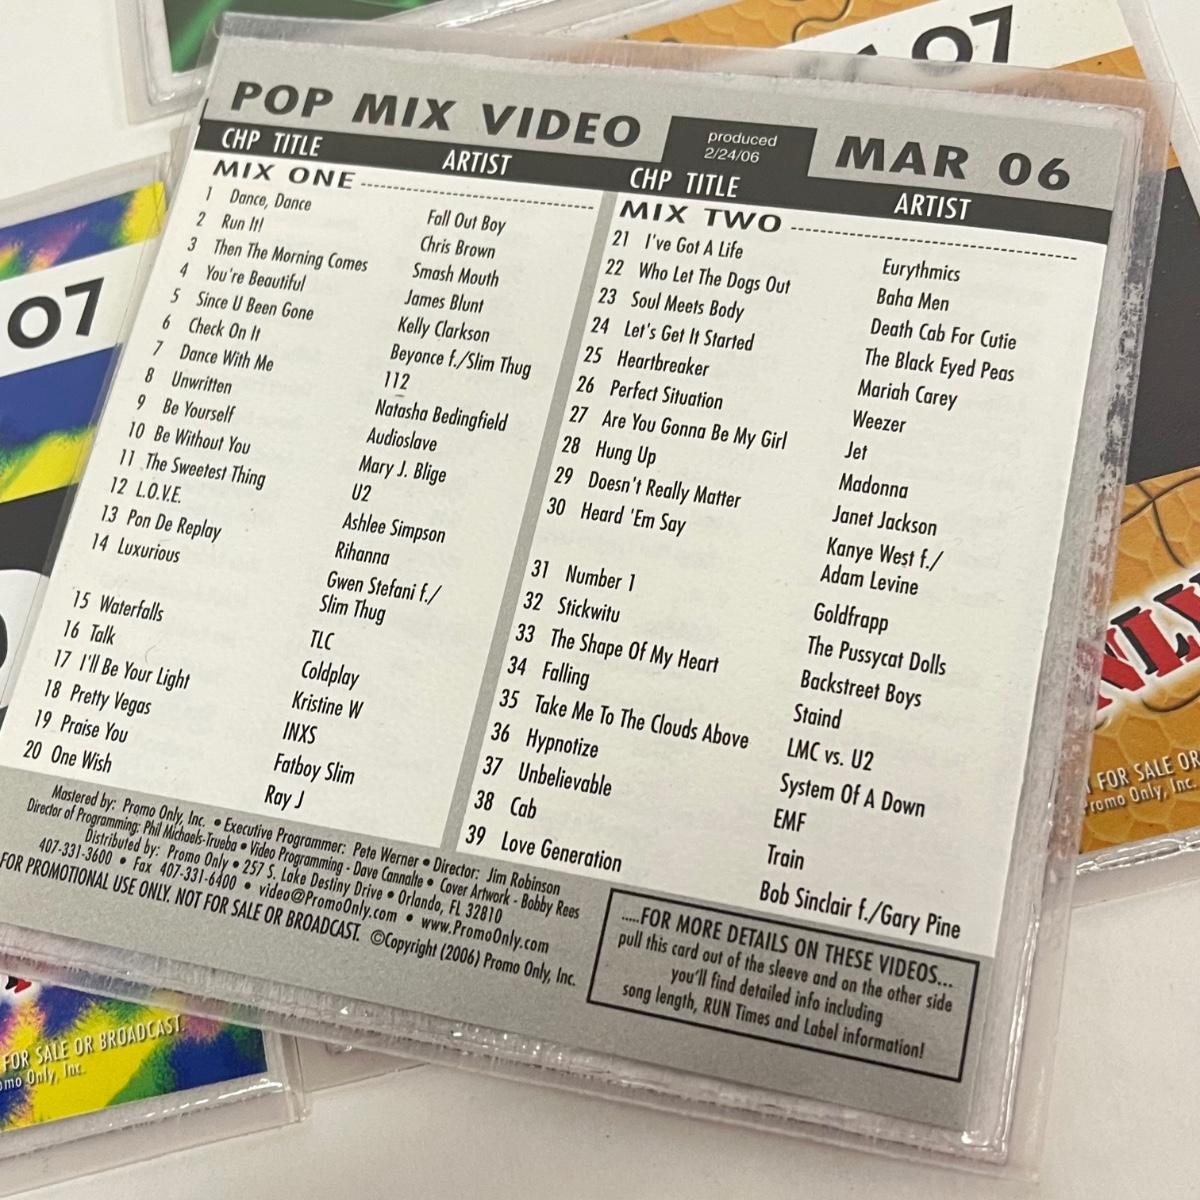 07
07
POP MIX VIDEO
produced
2/24/06
MAR 06
CHP TITLE ARTIST
CHP TITLE ARTIST
MIX ONE
1 Dance, Dance Fall Out Boy
2 Run It! Chris Brown
3 Then The Morning Comes Smash Mouth
4 You're Beautiful James Blunt
5 Since U Been Gone Kelly Clarkson
6 Check On It Beyonce f./Slim Thug
7 Dance With Me 112
8 Unwritten Natasha Bedingfield
9 Be Yourself Audioslave
10 Be Without You Mary J. Blige
11 The Sweetest Thing U2
12 L.O.V.E. Ashlee Simpson
13 Pon De Replay Rihanna
14 Luxurious Gwen Stefani f./
Slim Thug
15 Waterfalls TLC
16 Talk Coldplay
17 I'll Be Your Light Kristine W
18 Pretty Vegas INXS
19 Praise You Fatboy Slim
20 One Wish Ray J
MIX TWO
21 I've Got A Life Eurythmics
22 Who Let The Dogs Out Baha Men
23 Soul Meets Body Death Cab For Cutie
24 Let's Get It Started The Black Eyed Peas
25 Heartbreaker Mariah Carey
26 Perfect Situation Weezer
27 Are You Gonna Be My Girl Jet
28 Hung Up Madonna
29 Doesn't Really Matter Janet Jackson
30 Heard 'Em Say Kanye West f./
Adam Levine
31 Number 1 Goldfrapp
32 Stickwitu The Pussycat Dolls
33 The Shape Of My Heart Backstreet Boys
34 Falling Staind
35 Take Me To The Clouds Above LMC vs. U2
36 Hypnotize System Of A Down
37 Unbelievable EMF
38 Cab Train
39 Love Generation Bob Sinclair f./Gary Pine
Mastered by: Promo Only, Inc. • Executive Programmer: Pete Werner • Director: Jim Robinson
Director of Programming: Phil Michaels-Trueba • Video Programming - Dave Cannalte • Cover Artwork - Bobby Rees
Distributed by: Promo Only • 257 S. Lake Destiny Drive • Orlando, FL 32810
407-331-3600 • Fax 407-331-6400 • video@PromoOnly.com • www.PromoOnly.com
FOR PROMOTIONAL USE ONLY. NOT FOR SALE OR BROADCAST. ©Copyright (2006) Promo Only, Inc.
.....FOR MORE DETAILS ON THESE VIDEOS...
pull this card out of the sleeve and on the other side
you'll find detailed info including
song length, RUN Times and Label information!
NLY
FOR SALE OR
romo Only, Inc.
FOR SALE OR BROADCAST.
omo Only, Inc.